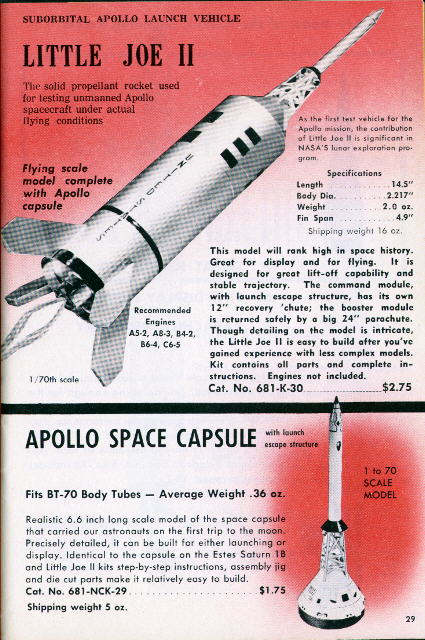 SUBORBITAL APOLLO LAUNCH VEHICLE
LITTLE JOE II
The solid propellant rocket used
for testing unmanned Apollo
spacecraft under actual
flying conditions
As the first test vehicle for the
Apollo mission, the contribution
of Little Joe II is significant in
NASA'S lunar exploration pro-
gram.
Flying scale
model complete
with Apollo
capsule
UNITED STATES
Specifications
Length ............14.5"
Body Dia. ..........2.217"
Weight ...........2.0 oz.
Fin Span ............4.9"
Shipping weight 16 oz.
This model will rank high in space history.
Great for display and for flying. It is
designed for great lift-off capability and
stable trajectory. The command module,
with launch escape structure, has its own
12" recovery 'chute; the booster module
is returned safely by a big 24" parachute.
Though detailing on the model is intricate,
the Little Joe II is easy to build after you've
gained experience with less complex models.
Kit contains all parts and complete in-
structions. Engines not included.
Cat. No. 681-K-30....................$2.75
Recommended
Engines
A5-2, A8-3, B4-2,
B6-4, C6-5
1/70th scale
APOLLO SPACE CAPSULE with launch
escape structure
1 to 70
SCALE
MODEL
Fits BT-70 Body Tubes — Average Weight .36 oz.
Realistic 6.6 inch long scale model of the space capsule
that carried our astronauts on the first trip to the moon.
Precisely detailed, it can be built for either launching or
display. Identical to the capsule on the Estes Saturn 1B
and Little Joe II kits step-by-step instructions, assembly jig
and die cut parts make it relatively easy to build.
Cat. No. 681-NCK-29 .....................$1.75
Shipping weight 5 oz.
29